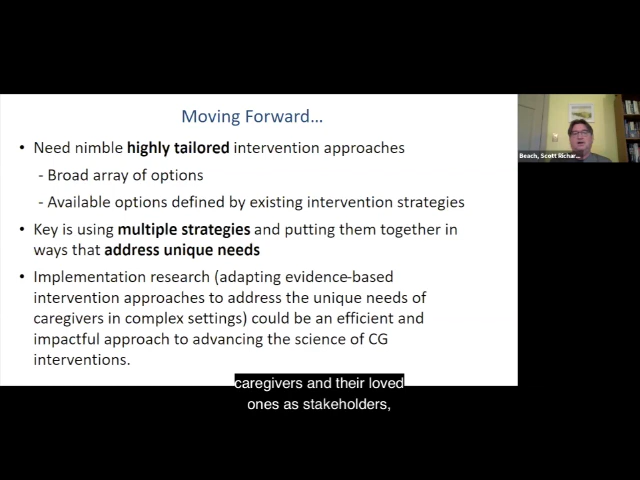 Moving Forward...
• Need nimble highly tailored intervention approaches
- Broad array of options
- Available options defined by existing intervention strategies
• Key is using multiple strategies and putting them together in
ways that address unique needs
• Implementation research (adapting evidence-based
intervention approaches to address the unique needs of
caregivers in complex settings) could be an efficient and
impactful approach to advancing the science of CG
interventions.
Beach, Scott Richar...
caregivers and their loved
ones as stakeholders,